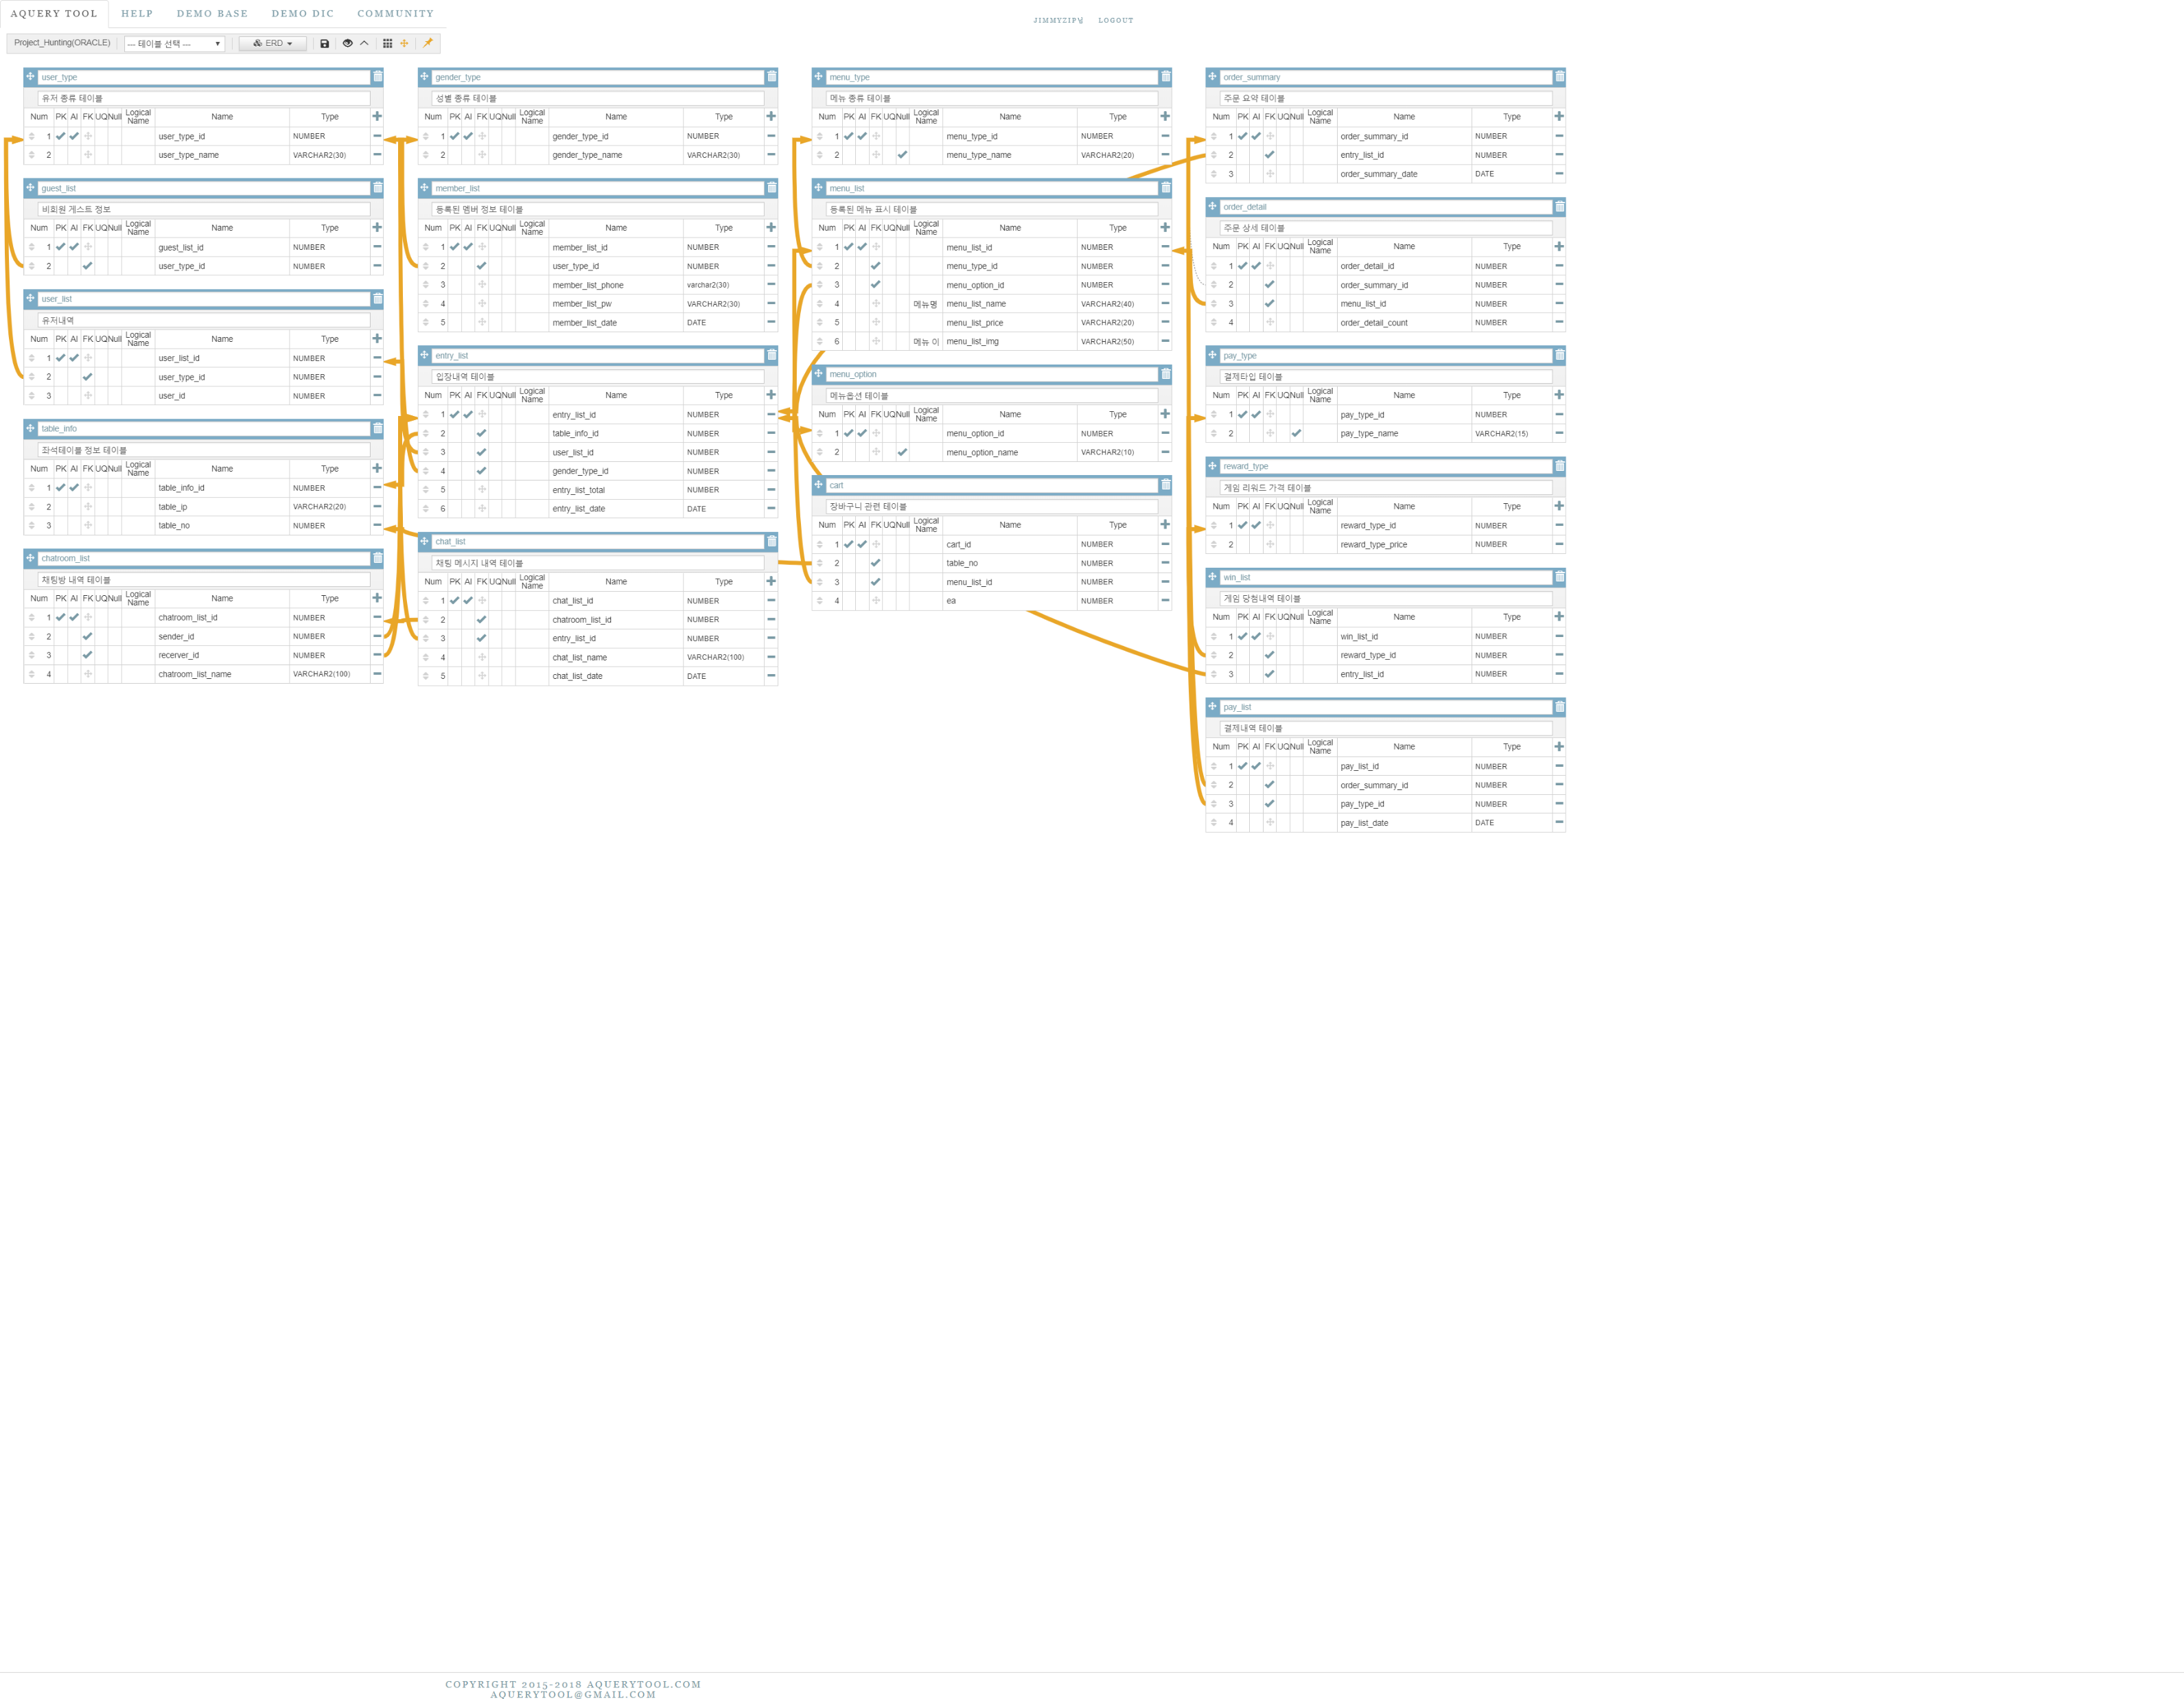 AQUERY TOOL HELP DEMO BASE DEMO DIC COMMUNITY
JIMMYZIP님 LOGOUT
Project_Hunting(ORACLE) --- 테이블 선택 --- ERD
user_type
유저 종류 테이블
Num PK AI FK UQ Null Logical Name Name Type
1 user_type_id NUMBER
2 user_type_name VARCHAR2(30)
guest_list
비회원 게스트 정보
Num PK AI FK UQ Null Logical Name Name Type
1 guest_list_id NUMBER
2 user_type_id NUMBER
user_list
유저내역
Num PK AI FK UQ Null Logical Name Name Type
1 user_list_id NUMBER
2 user_type_id NUMBER
3 user_id NUMBER
table_info
좌석테이블 정보 테이블
Num PK AI FK UQ Null Logical Name Name Type
1 table_info_id NUMBER
2 table_ip VARCHAR2(20)
3 table_no NUMBER
chatroom_list
채팅방 내역 테이블
Num PK AI FK UQ Null Logical Name Name Type
1 chatroom_list_id NUMBER
2 sender_id NUMBER
3 recerver_id NUMBER
4 chatroom_list_name VARCHAR2(100)
gender_type
성별 종류 테이블
Num PK AI FK UQ Null Logical Name Name Type
1 gender_type_id NUMBER
2 gender_type_name VARCHAR2(30)
member_list
등록된 멤버 정보 테이블
Num PK AI FK UQ Null Logical Name Name Type
1 member_list_id NUMBER
2 user_type_id NUMBER
3 member_list_phone varchar2(30)
4 member_list_pw VARCHAR2(30)
5 member_list_date DATE
entry_list
입장내역 테이블
Num PK AI FK UQ Null Logical Name Name Type
1 entry_list_id NUMBER
2 table_info_id NUMBER
3 user_list_id NUMBER
4 gender_type_id NUMBER
5 entry_list_total NUMBER
6 entry_list_date DATE
chat_list
채팅 메시지 내역 테이블
Num PK AI FK UQ Null Logical Name Name Type
1 chat_list_id NUMBER
2 chatroom_list_id NUMBER
3 entry_list_id NUMBER
4 chat_list_name VARCHAR2(100)
5 chat_list_date DATE
menu_type
메뉴 종류 테이블
Num PK AI FK UQ Null Logical Name Name Type
1 menu_type_id NUMBER
2 menu_type_name VARCHAR2(20)
menu_list
등록된 메뉴 표시 테이블
Num PK AI FK UQ Null Logical Name Name Type
1 menu_list_id NUMBER
2 menu_type_id NUMBER
3 menu_option_id NUMBER
4 메뉴명 menu_list_name VARCHAR2(40)
5 menu_list_price VARCHAR2(20)
6 메뉴 이 menu_list_img VARCHAR2(50)
menu_option
메뉴옵션 테이블
Num PK AI FK UQ Null Logical Name Name Type
1 menu_option_id NUMBER
2 menu_option_name VARCHAR2(10)
cart
장바구니 관련 테이블
Num PK AI FK UQ Null Logical Name Name Type
1 cart_id NUMBER
2 table_no NUMBER
3 menu_list_id NUMBER
4 ea NUMBER
order_summary
주문 요약 테이블
Num PK AI FK UQ Null Logical Name Name Type
1 order_summary_id NUMBER
2 entry_list_id NUMBER
3 order_summary_date DATE
order_detail
주문 상세 테이블
Num PK AI FK UQ Null Logical Name Name Type
1 order_detail_id NUMBER
2 order_summary_id NUMBER
3 menu_list_id NUMBER
4 order_detail_count NUMBER
pay_type
결제타입 테이블
Num PK AI FK UQ Null Logical Name Name Type
1 pay_type_id NUMBER
2 pay_type_name VARCHAR2(15)
reward_type
게임 리워드 가격 테이블
Num PK AI FK UQ Null Logical Name Name Type
1 reward_type_id NUMBER
2 reward_type_price NUMBER
win_list
게임 당첨내역 테이블
Num PK AI FK UQ Null Logical Name Name Type
1 win_list_id NUMBER
2 reward_type_id NUMBER
3 entry_list_id NUMBER
pay_list
결제내역 테이블
Num PK AI FK UQ Null Logical Name Name Type
1 pay_list_id NUMBER
2 order_summary_id NUMBER
3 pay_type_id NUMBER
4 pay_list_date DATE
COPYRIGHT 2015-2018 AQUERYTOOL.COM
AQUERYTOOL@GMAIL.COM